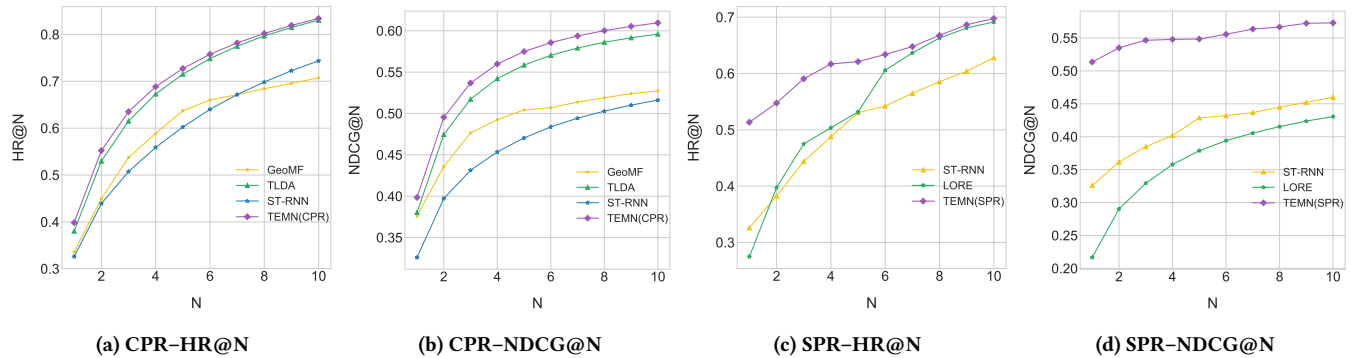 0.8
0.7
0.6
0.5
0.4
0.3
HR@N
GeoMF
TLDA
ST-RNN
TEMN(CPR)
2 4 6 8 10
N
(a) CPR–HR@N
0.60
0.55
0.50
0.45
0.40
0.35
NDCG@N
GeoMF
TLDA
ST-RNN
TEMN(CPR)
2 4 6 8 10
N
(b) CPR–NDCG@N
0.7
0.6
0.5
0.4
0.3
HR@N
ST-RNN
LORE
TEMN(SPR)
2 4 6 8 10
N
(c) SPR–HR@N
0.55
0.50
0.45
0.40
0.35
0.30
0.25
0.20
NDCG@N
ST-RNN
LORE
TEMN(SPR)
2 4 6 8 10
N
(d) SPR–NDCG@N